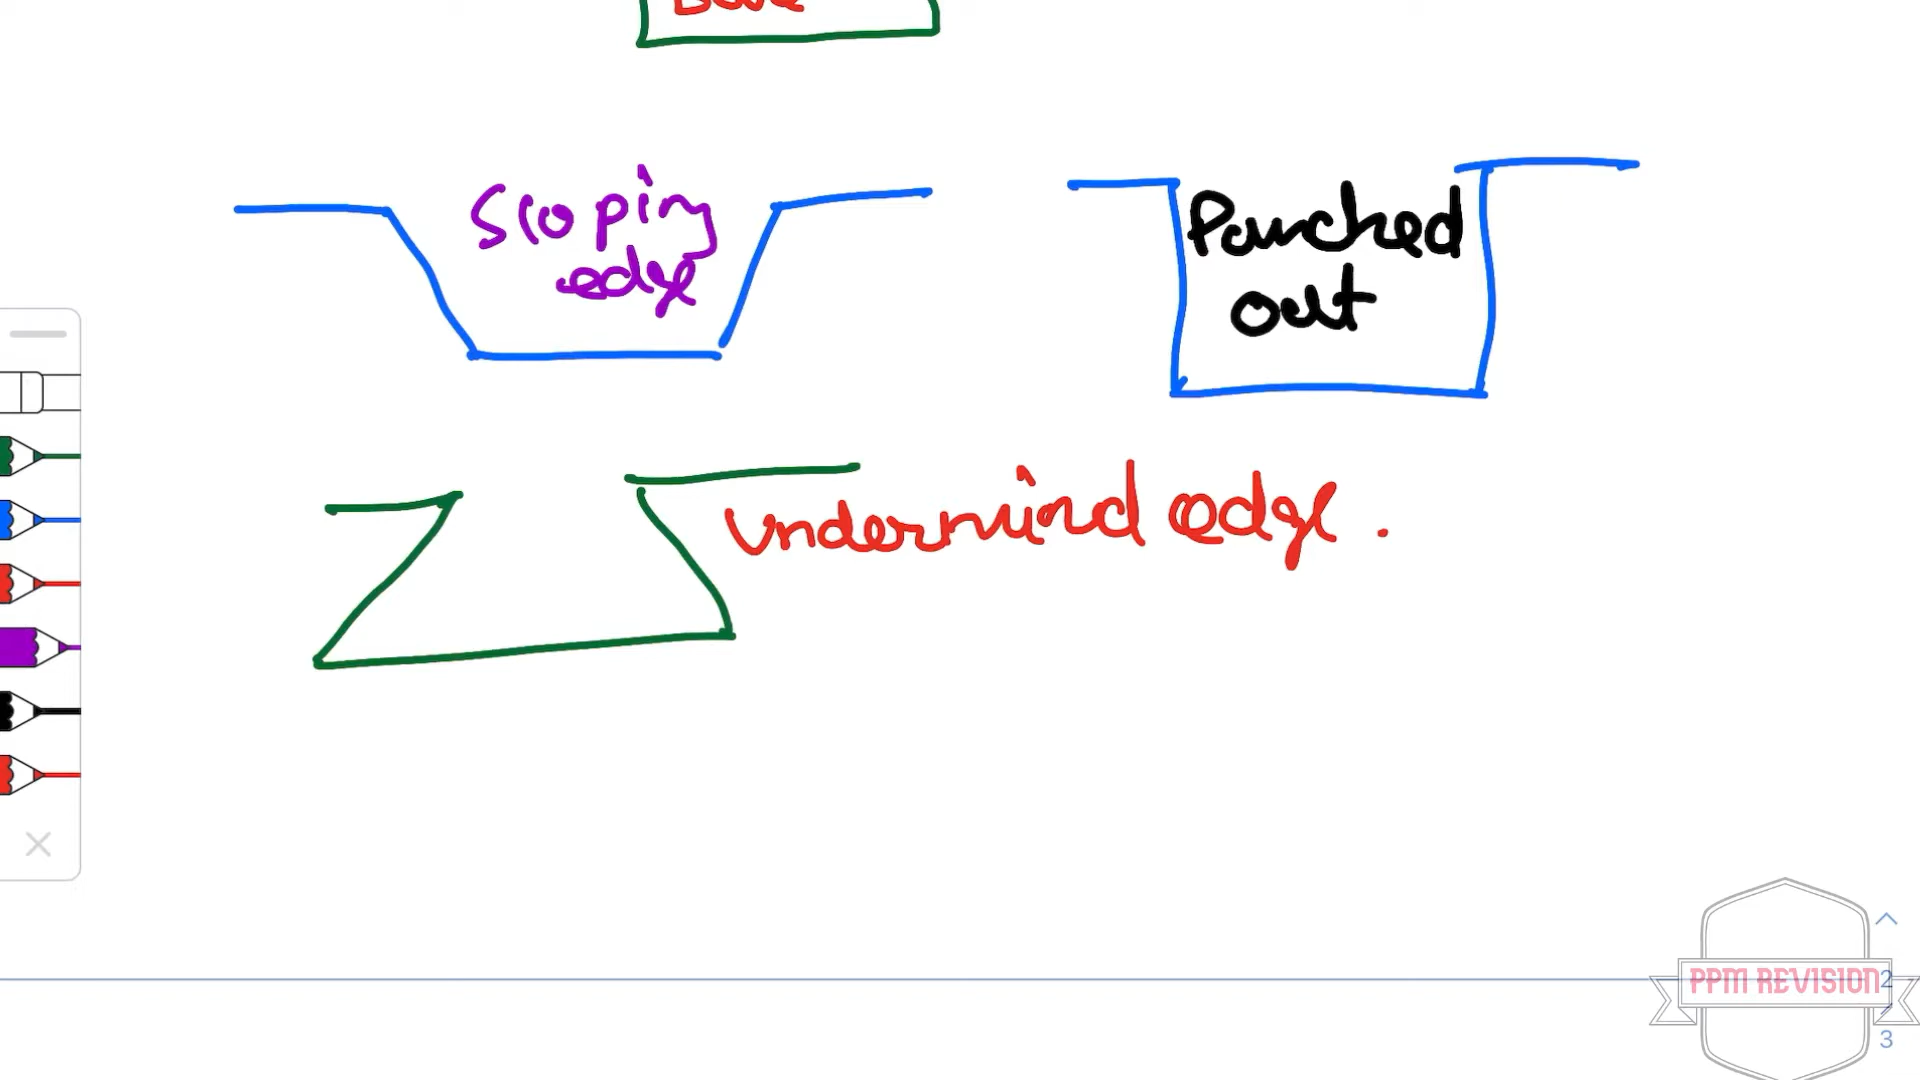 Sloping
edge
Punched
out
undermind edge.
PPM REVISION
2
3